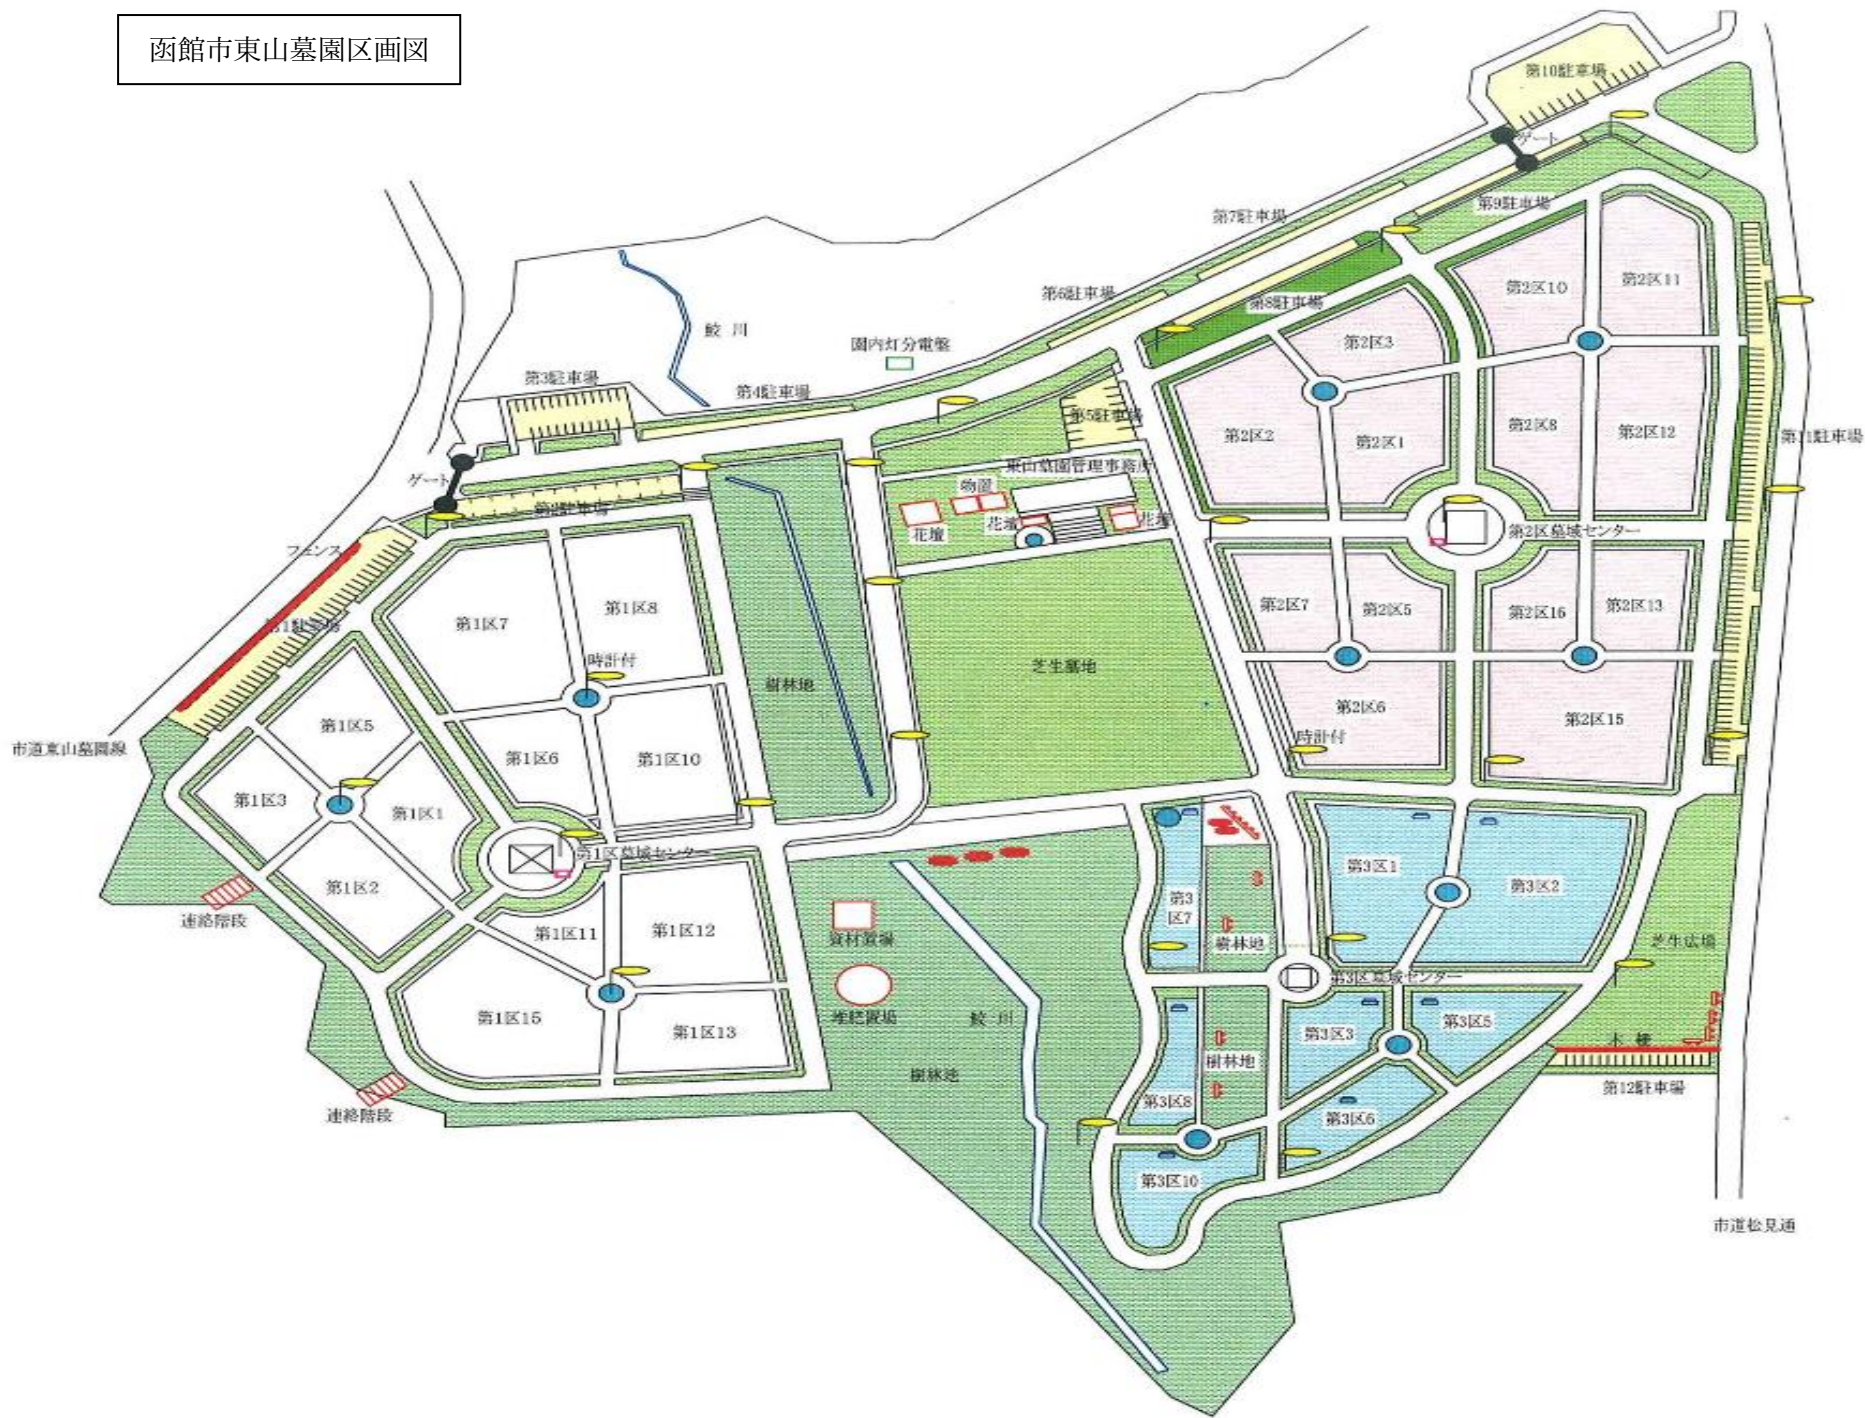 函館市東山墓園区画図
第10駐車場
ゲート
第9駐車場
第7駐車場
第2区11
第2区10
第6駐車場
第8駐車場
鮫川
園内灯分電盤
第2区3
第3駐車場
第4駐車場
第5駐車場
第2区2
第2区1
第2区8
第2区12
第11駐車場
東山墓園管理事務所
ゲート
物置
第2駐車場
花壇
花壇
花壇
第2区墓域センター
フェンス
第1駐車場
第1区7
第1区8
第2区7
第2区5
第2区16
第2区13
時計付
芝生墓地
樹林地
第2区6
第2区15
時計付
第1区5
市道東山墓園線
第1区6
第1区10
第1区3
第1区1
第1区墓域センター
第1区2
第3区1
第3区2
第3
区7
連絡階段
第1区11
第1区12
資材置場
樹林地
芝生広場
第3区墓域センター
第1区15
第1区13
堆肥置場
鮫川
第3区3
第3区5
木柵
樹林地
樹林地
第12駐車場
連絡階段
第3区8
第3区6
第3区10
市道松見通